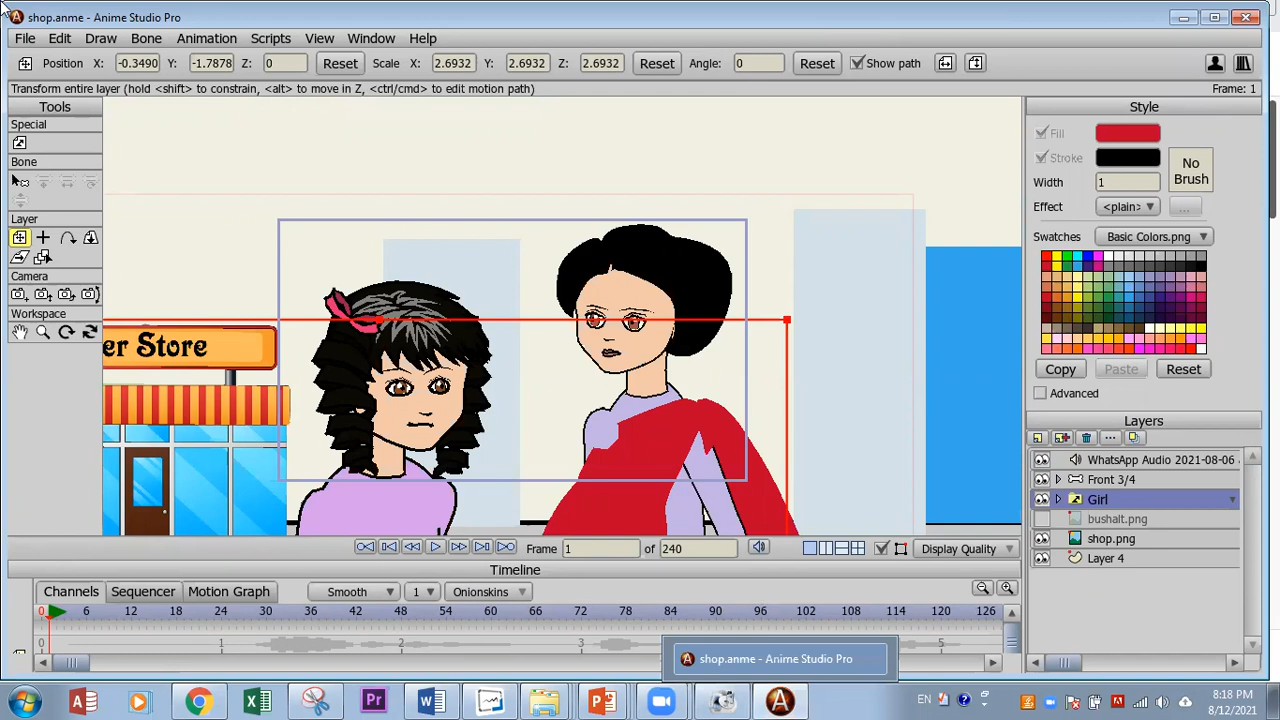 shop.anme - Anime Studio Pro
File Edit Draw Bone Animation Scripts View Window Help
Position X: -0.3490 Y: -1.7878 Z: 0 Reset Scale X: 2.6932 Y: 2.6932 Z: 2.6932 Reset Angle: 0 Reset Show path
Transform entire layer (hold <shift> to constrain, <alt> to move in Z, <ctrl/cmd> to edit motion path) Frame: 1
Tools
Special
Bone
Layer
Camera
Workspace
er Store
Style
Fill
Stroke
No
Brush
Width 1
Effect <plain> ...
Swatches Basic Colors.png
Copy Paste Reset
Advanced
Layers
WhatsApp Audio 2021-08-06
Front 3/4
Girl
bushalt.png
shop.png
Layer 4
Frame 1 of 240 Display Quality
Timeline
Channels Sequencer Motion Graph Smooth 1 Onionskins
0 6 12 18 24 30 36 42 48 54 60 66 72 78 84 90 96 102 108 114 120 126
0 1 2 3 5
shop.anme - Anime Studio Pro
EN
8:18 PM
8/12/2021